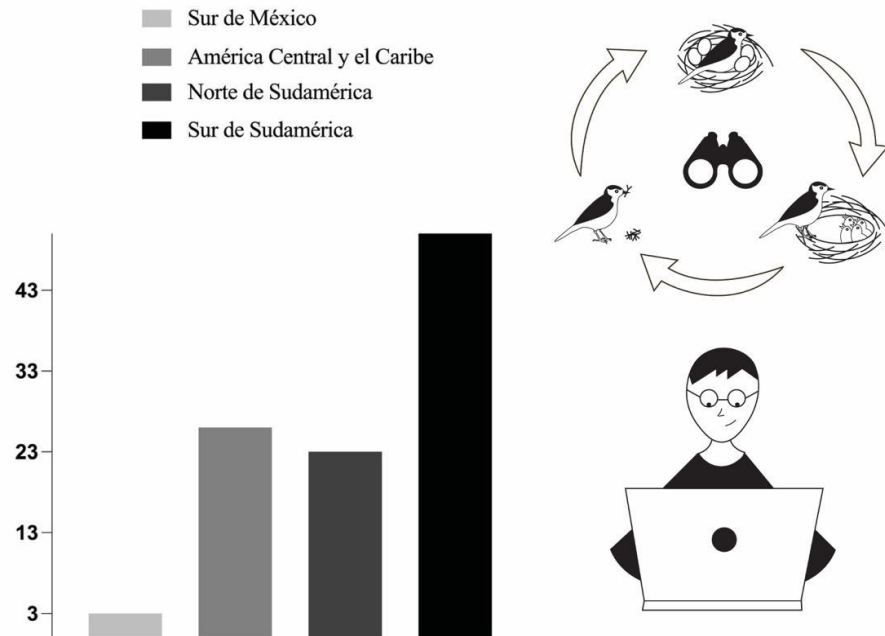 Sur de México
América Central y el Caribe
Norte de Sudamérica
Sur de Sudamérica
43
33
23
13
3